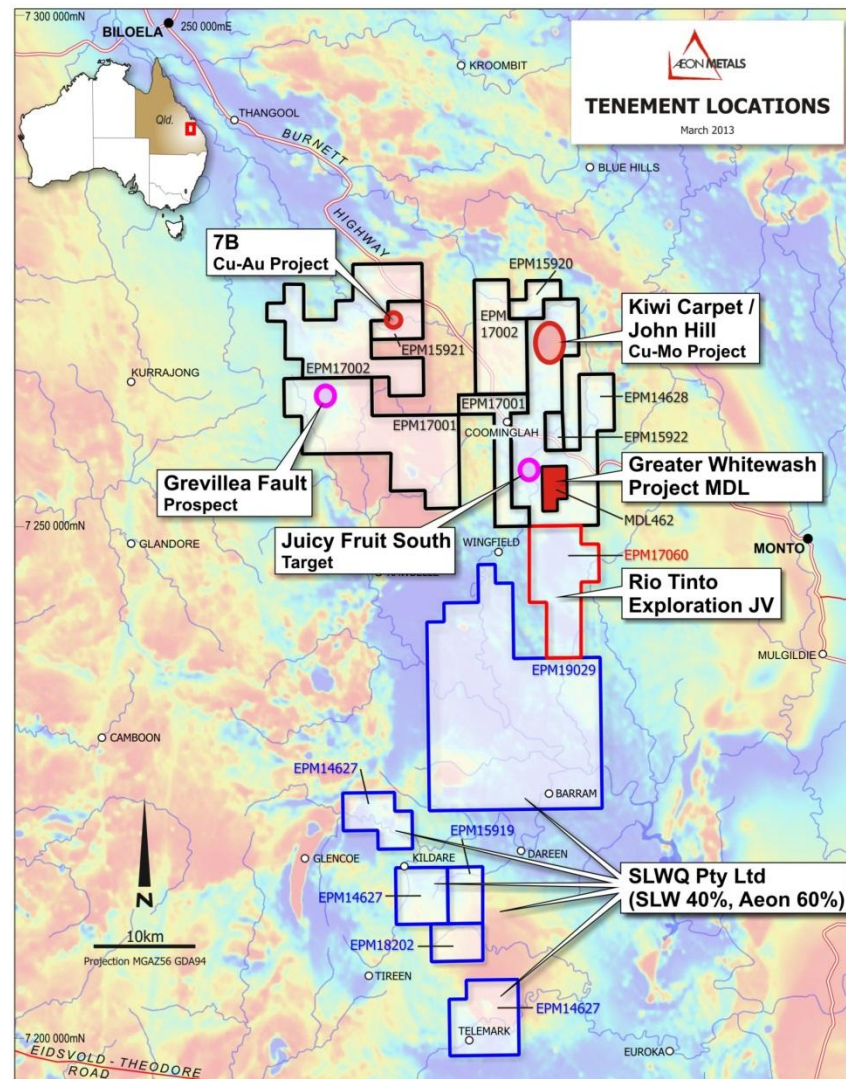 7 300 000mN
BILOELA
250 000mE
KROOMBIT
AEON METALS
TENEMENT LOCATIONS
March 2013
Qld.
THANGOOL
BURNETT
HIGHWAY
BLUE HILLS
7B
Cu-Au Project
EPM15920
EPM
17002
Kiwi Carpet /
John Hill
Cu-Mo Project
EPM15921
EPM17002
KURRAJONG
EPM17001
EPM14628
EPM17001
COOMINGLAH
EPM15922
Grevillea Fault
Prospect
Greater Whitewash
Project MDL
MDL462
Juicy Fruit South
Target
7 250 000mN
GLANDORE
WINGFIELD
EPM17060
MONTO
Rio Tinto
Exploration JV
MULGILDIE
EPM19029
CAMBOON
EPM14627
BARRAM
EPM15919
GLENCOE
KILDARE
DAREEN
SLWQ Pty Ltd
(SLW 40%, Aeon 60%)
EPM14627
N
10km
Projection MGAZ56 GDA94
EPM18202
TIREEN
EPM14627
7 200 000mN
TELEMARK
EUROKA
EIDSVOLD - THEODORE
ROAD